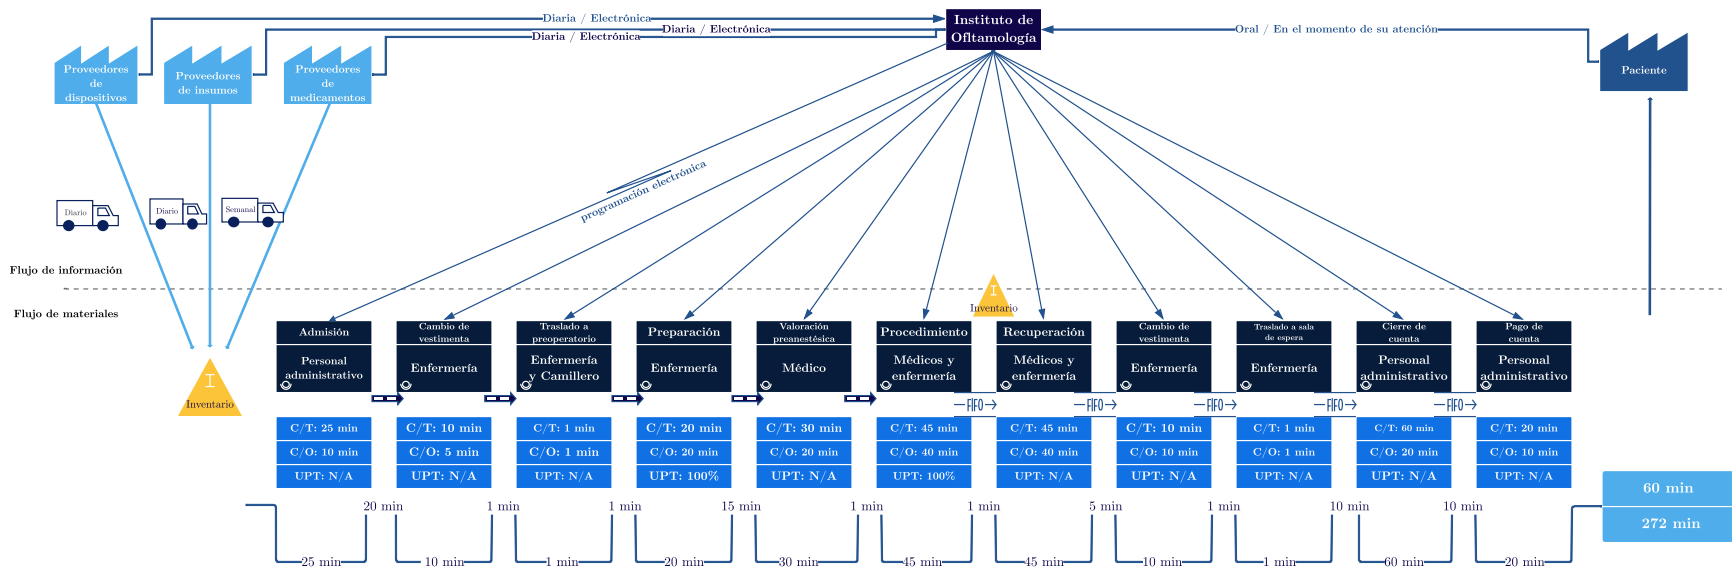 Diaria / Electrónica
Diaria / Electrónica
Diaria / Electrónica
Instituto de
Ofltamología
Oral / En el momento de su atención
Proveedores
de
dispositivos
Proveedores
de insumos
Proveedores
de
medicamentos
Paciente
programación electrónica
Diario
Diario
Semanal
Flujo de información
Flujo de materiales
I
Inventario
I
Inventario
Admisión
Personal
administrativo
Cambio de
vestimenta
Enfermería
Traslado a
preoperatorio
Enfermería
y Camillero
Preparación
Enfermería
Valoración
preanestésica
Médico
Procedimiento
Médicos y
enfermería
Recuperación
Médicos y
enfermería
Cambio de
vestimenta
Enfermería
Traslado a sala
de espera
Enfermería
Cierre de
cuenta
Personal
administrativo
Pago de
cuenta
Personal
administrativo
FIFO
FIFO
FIFO
FIFO
FIFO
C/T: 25 min
C/O: 10 min
UPT: N/A
C/T: 10 min
C/O: 5 min
UPT: N/A
C/T: 1 min
C/O: 1 min
UPT: N/A
C/T: 20 min
C/O: 20 min
UPT: 100%
C/T: 30 min
C/O: 20 min
UPT: N/A
C/T: 45 min
C/O: 40 min
UPT: 100%
C/T: 45 min
C/O: 40 min
UPT: N/A
C/T: 10 min
C/O: 10 min
UPT: N/A
C/T: 1 min
C/O: 1 min
UPT: N/A
C/T: 60 min
C/O: 20 min
UPT: N/A
C/T: 20 min
C/O: 10 min
UPT: N/A
20 min
1 min
1 min
15 min
1 min
1 min
5 min
1 min
10 min
10 min
25 min
10 min
1 min
20 min
30 min
45 min
45 min
10 min
1 min
60 min
20 min
60 min
272 min